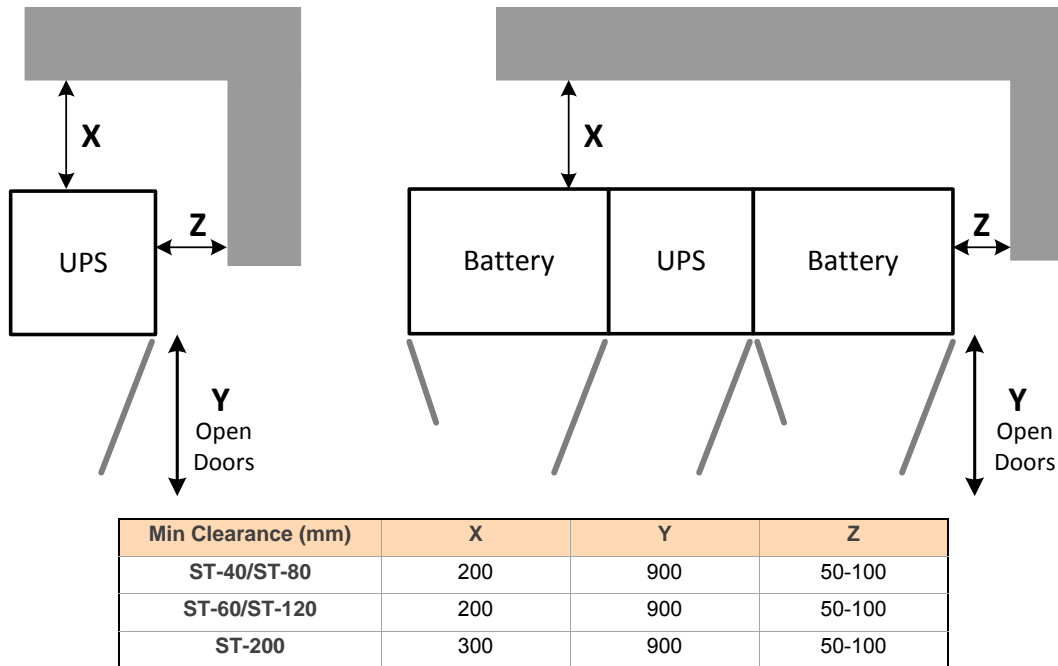 X
Z
UPS
Y
Open
Doors
X
Z
Battery UPS Battery
Y
Open
Doors
Min Clearance (mm) X Y Z
ST-40/ST-80 200 900 50-100
ST-60/ST-120 200 900 50-100
ST-200 300 900 50-100